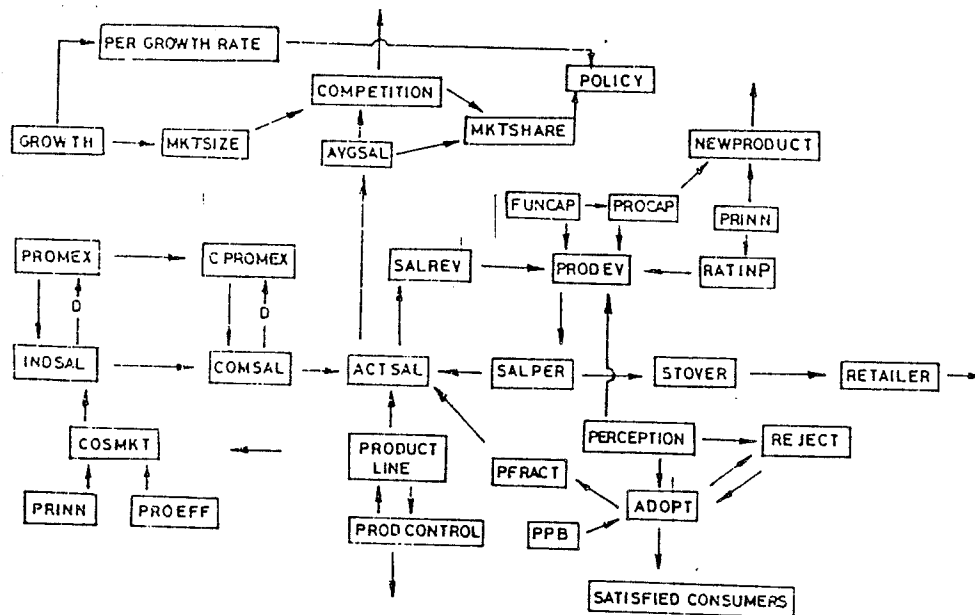 PER GROWTH RATE
POLICY
COMPETITION
GROWTH
MKTSIZE
MKTSHARE
AVGSAL
NEWPRODUCT
FUNCAP
PROCAP
PRINN
PROMEX
C PROMEX
SALREV
PRODEV
RATINP
D
D
INDSAL
COMSAL
ACTSAL
SALPER
STOVER
RETAILER
COSMKT
PRODUCT
LINE
PERCEPTION
REJECT
PFRACT
PRINN
PROEFF
PROD CONTROL
PPB
ADOPT
SATISFIED CONSUMERS